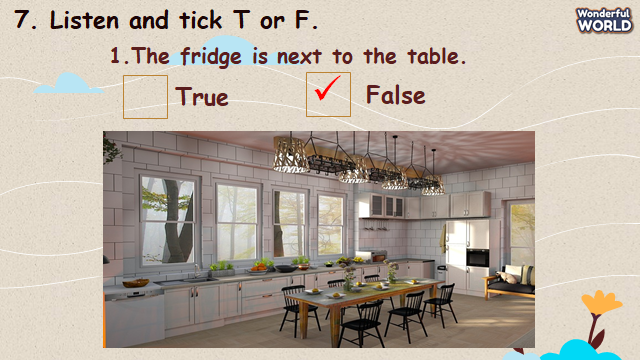 7. Listen and tick T or F.
Wonderful
WORLD
1.The fridge is next to the table.
True
False